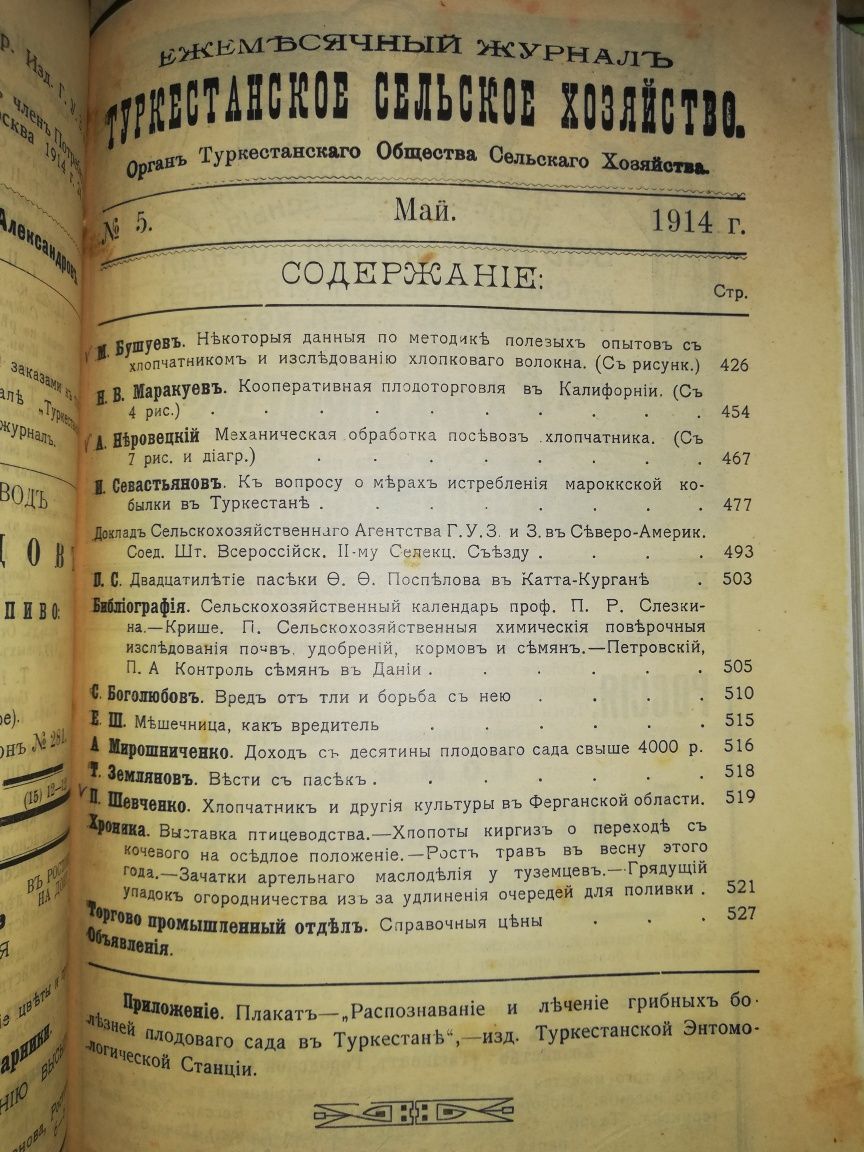 ЕЖЕМѢСЯЧНЫЙ ЖУРНАЛЪ
ТУРКЕСТАНСКОЕ СЕЛЬСКОЕ ХОЗЯЙСТВО.
Органъ Туркестанскаго Общества Сельскаго Хозяйства.
№ 5. Май. 1914 г.
СОДЕРЖАНІЕ:
Стр.
М. Бушуевъ. Нѣкоторыя данныя по методикѣ полезыхъ опытовъ съ
хлопчатникомъ и изслѣдованію хлопковаго волокна. (Съ рисунк.) 426
Н. В. Маракуевъ. Кооперативная плодоторговля въ Калифорніи. (Съ
4 рис.) . . . . . . . . . . 454
А. Нѣровецкій Механическая обработка посѣвовъ хлопчатника. (Съ
7 рис. и діагр.) . . . . . . . . 467
И. Севастьяновъ. Къ вопросу о мѣрахъ истребленія мароккской ко-
былки въ Туркестанѣ . . . . . . . . 477
Докладъ Сельскохозяйственнаго Агентства Г. У. З. и З. въ Сѣверо-Америк.
Соед. Шт. Всероссійск. II-му Селекц. Съѣзду . . . . 493
П. С. Двадцатилѣтіе пасѣки Ѳ. Ѳ. Поспѣлова въ Катта-Курганѣ . 503
Библіографія. Сельскохозяйственный календарь проф. П. Р. Слезки-
на.—Крише. П. Сельскохозяйственныя химическія повѣрочныя
изслѣдованія почвъ, удобреній, кормовъ и сѣмянъ.—Петровскій,
П. А Контроль сѣмянъ въ Даніи . . . . . . 505
С. Боголюбовъ. Вредъ отъ тли и борьба съ нею . . . . 510
Е. Ш. Мѣшечница, какъ вредитель . . . . . 515
А Мирошниченко. Доходъ съ десятины плодоваго сада свыше 4000 р. 516
Т. Земляновъ. Вѣсти съ пасѣкъ . . . . . . . 518
П. Шевченко. Хлопчатникъ и другія культуры въ Ферганской области. 519
Хроника. Выставка птицеводства.—Хлопоты киргизъ о переходѣ съ
кочевого на осѣдлое положеніе.—Ростъ травъ въ весну этого
года.—Зачатки артельнаго маслодѣлія у туземцевъ.—Грядущій
упадокъ огородничества изъ за удлиненія очередей для поливки . 521
Торгово промышленный отдѣлъ. Справочныя цѣны . . . 527
Объявленія.
Приложеніе. Плакатъ—„Распознаваніе и лѣченіе грибныхъ бо-
лѣзней плодоваго сада въ Туркестанѣ“,—изд. Туркестанской Энтомо-
логической Станціи.